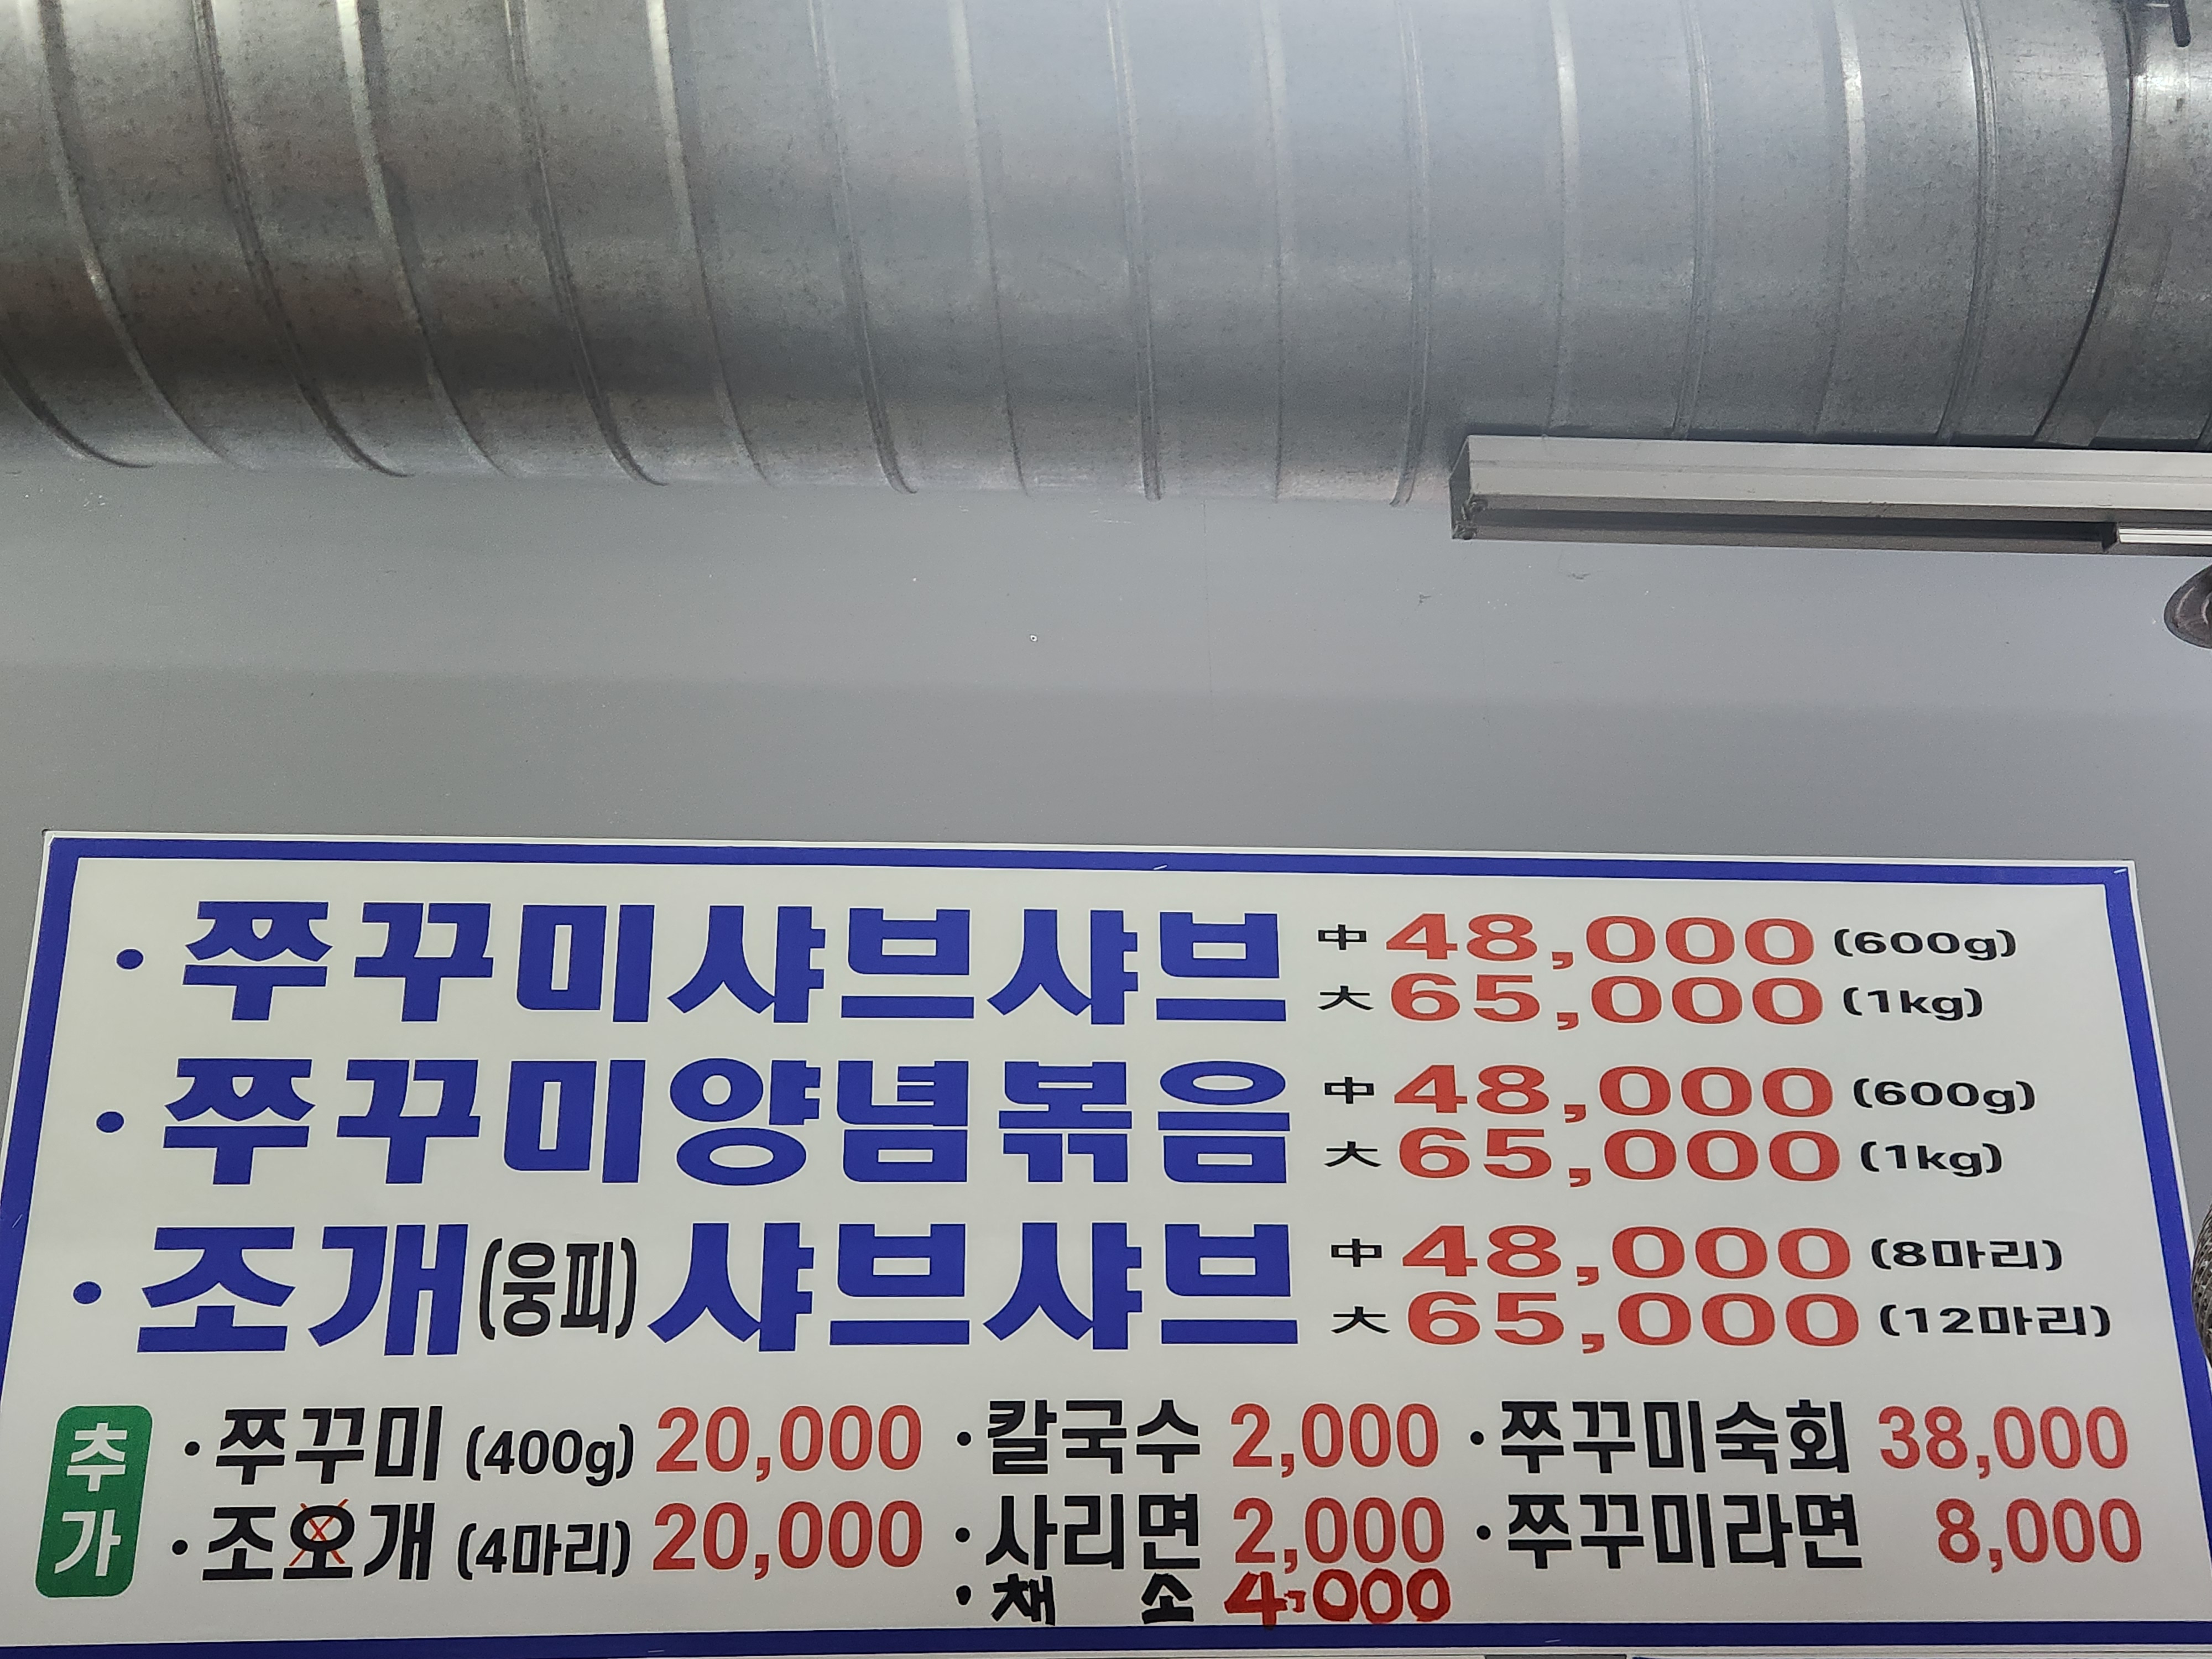 · 쭈꾸미샤브샤브 中 48,000 (600g)
大 65,000 (1kg)
· 쭈꾸미양념볶음 中 48,000 (600g)
大 65,000 (1kg)
· 조개(웅피)샤브샤브 中 48,000 (8마리)
大 65,000 (12마리)
추가
· 쭈꾸미 (400g) 20,000 · 칼국수 2,000 · 쭈꾸미숙회 38,000
· 조오개 (4마리) 20,000 · 사리면 2,000 · 쭈꾸미라면 8,000
· 채 소 4,000